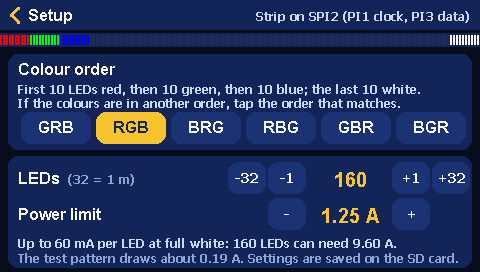 Setup
Strip on SPI2 (PI1 clock, PI3 data)
Colour order
First 10 LEDs red, then 10 green, then 10 blue; the last 10 white.
If the colours are in another order, tap the order that matches.
GRB RGB BRG RBG GBR BGR
LEDs (32 = 1 m) -32 -1 160 +1 +32
Power limit - 1.25 A +
Up to 60 mA per LED at full white: 160 LEDs can need 9.60 A.
The test pattern draws about 0.19 A. Settings are saved on the SD card.